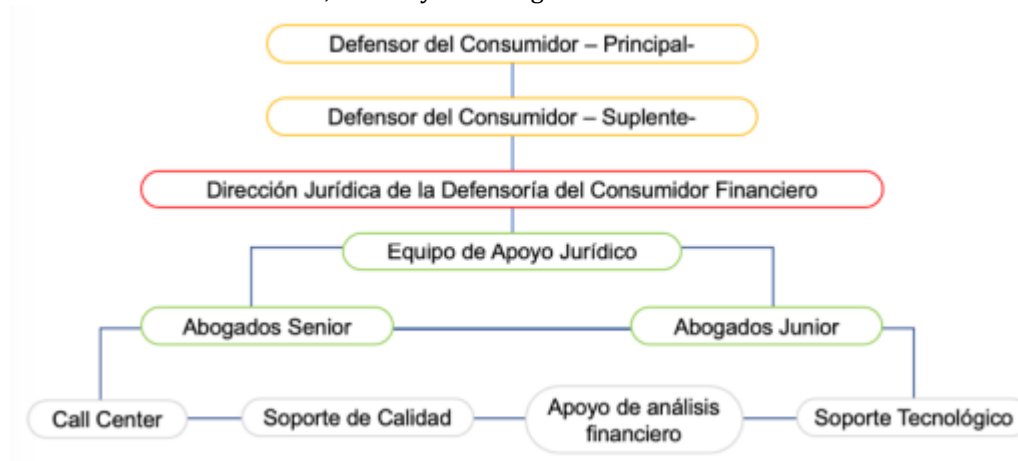 Defensor del Consumidor – Principal-
Defensor del Consumidor – Suplente-
Dirección Jurídica de la Defensoría del Consumidor Financiero
Equipo de Apoyo Jurídico
Abogados Senior
Abogados Junior
Call Center
Soporte de Calidad
Apoyo de análisis
financiero
Soporte Tecnológico